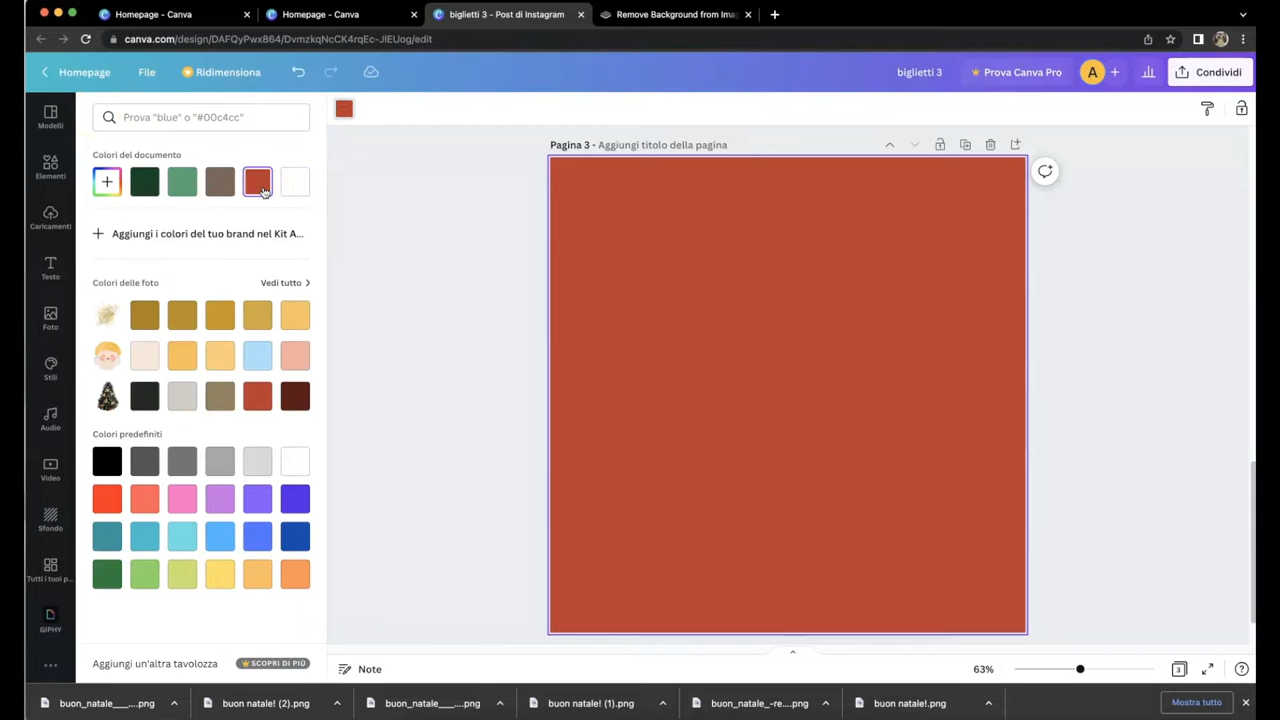 Homepage - Canva
Homepage - Canva
biglietti 3 - Post di Instagram
Remove Background from Imag
canva.com/design/DAFQyPwx864/DvmzkqNcCK4rqEc-JIEUog/edit
Homepage
File
Ridimensiona
biglietti 3
Prova Canva Pro
A
Condividi
Modelli
Elementi
Caricamenti
Testo
Foto
Stili
Audio
Video
Sfondo
Tutti i tuoi p...
GIPHY
Prova "blue" o "#00c4cc"
Colori del documento
Aggiungi i colori del tuo brand nel Kit A...
Colori delle foto
Vedi tutto
Colori predefiniti
Aggiungi un'altra tavolozza
SCOPRI DI PIÙ
Pagina 3 - Aggiungi titolo della pagina
Note
63%
3
buon_natale____....png
buon natale! (2).png
buon_natale____....png
buon natale! (1).png
buon_natale_-re....png
buon natale!.png
Mostra tutto